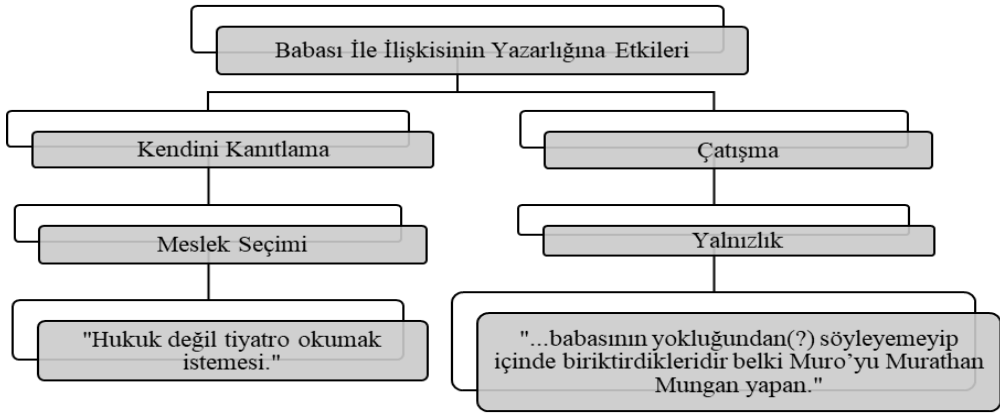 Babası İle İlişkisinin Yazarlığına Etkileri
Kendini Kanıtlama
Çatışma
Meslek Seçimi
Yalnızlık
"Hukuk değil tiyatro okumak
istemesi."
"...babasının yokluğundan(?) söyleyemeyip
içinde biriktirdikleridir belki Muro’yu Murathan
Mungan yapan."